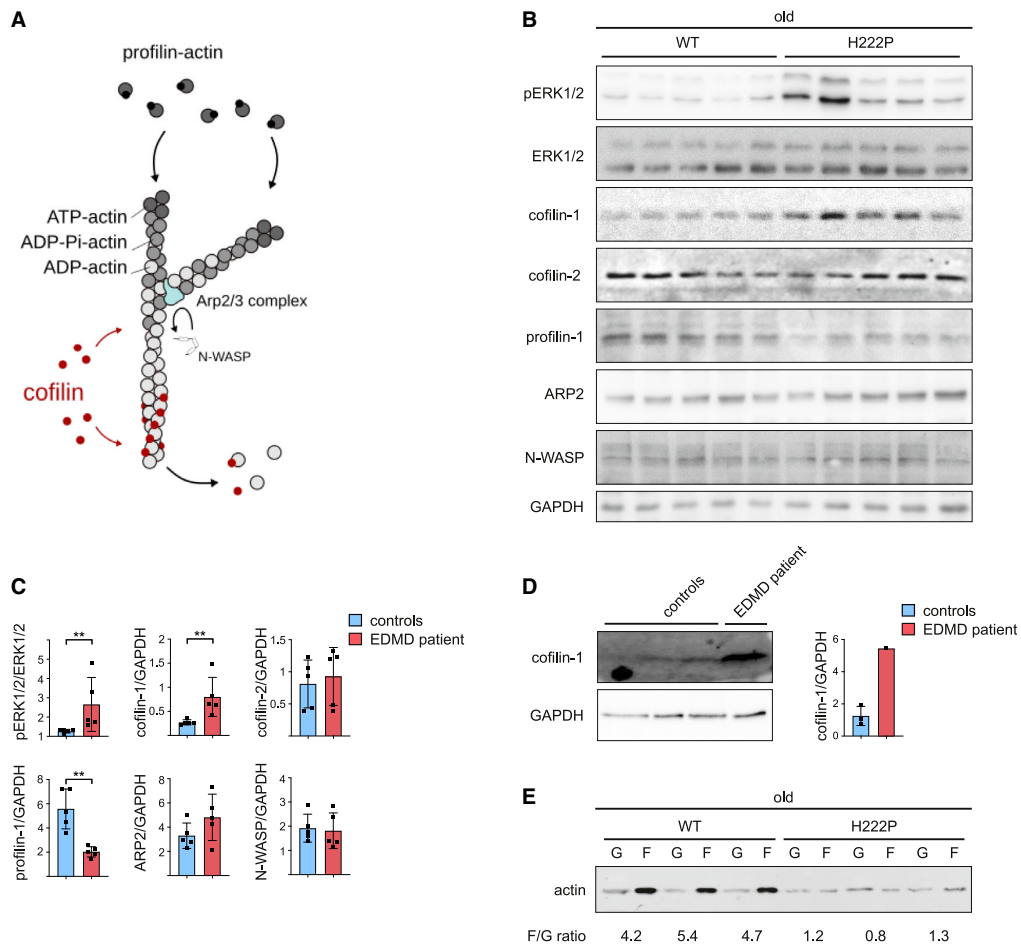 A
profilin-actin
ATP-actin
ADP-Pi-actin
ADP-actin
Arp2/3 complex
N-WASP
cofilin
B
old
WT H222P
pERK1/2
ERK1/2
cofilin-1
cofilin-2
profilin-1
ARP2
N-WASP
GAPDH
C
controls
EDMD patient
pERK1/2/ERK1/2
5
4
3
2
1
**
cofilin-1/GAPDH
2
1.5
1
0.5
**
cofilin-2/GAPDH
1.5
1
0.5
profilin-1/GAPDH
8
6
4
2
**
ARP2/GAPDH
8
6
4
2
N-WASP/GAPDH
4
3
2
1
D
controls EDMD patient
cofilin-1
GAPDH
controls
EDMD patient
cofilin-1/GAPDH
6
4
2
E
old
WT H222P
G F G F G F G F G F G F
actin
F/G ratio 4.2 5.4 4.7 1.2 0.8 1.3